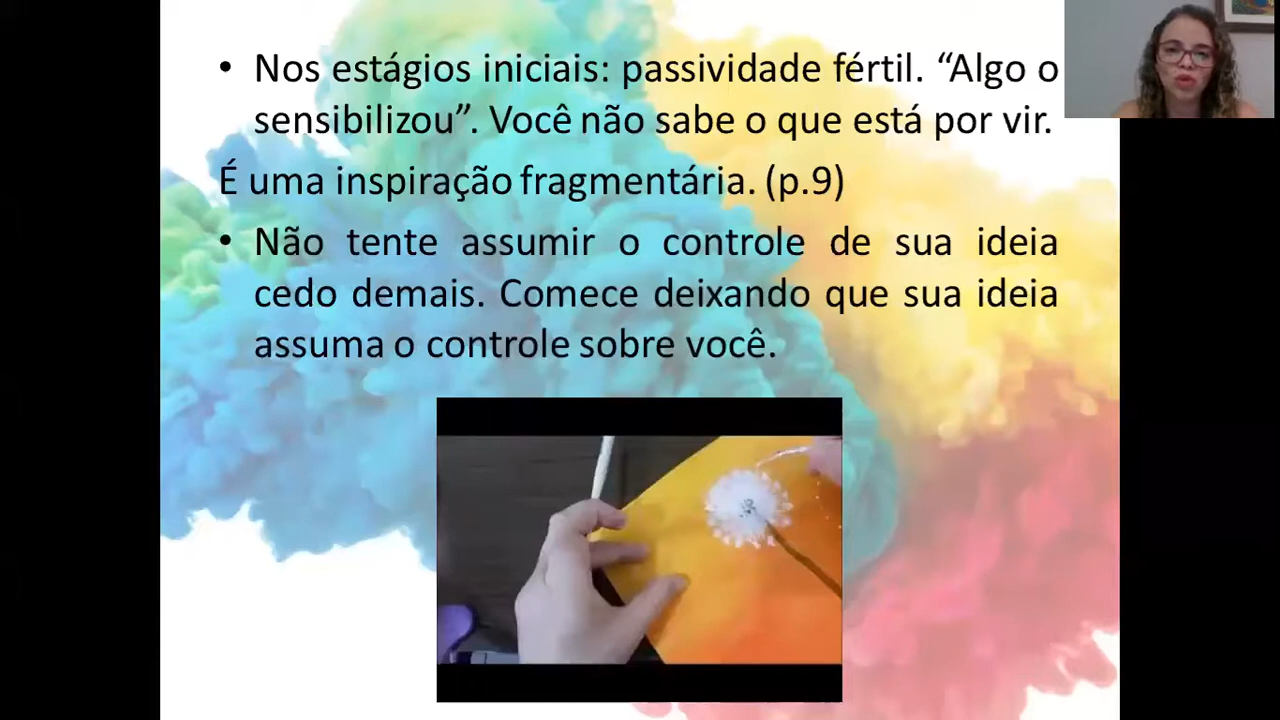 • Nos estágios iniciais: passividade fértil. “Algo o
sensibilizou”. Você não sabe o que está por vir.
É uma inspiração fragmentária. (p.9)
• Não tente assumir o controle de sua ideia
cedo demais. Comece deixando que sua ideia
assuma o controle sobre você.